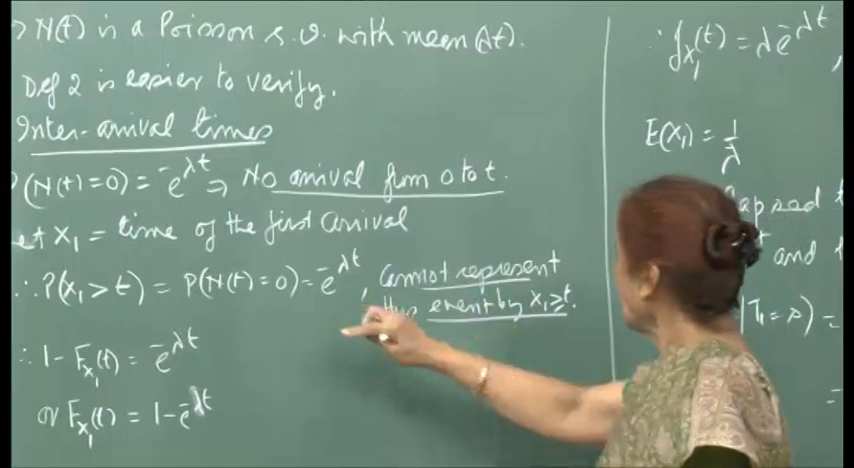 ⇒ N(t) is a Poisson r.v. with mean (λt).
Def 2 is easier to verify.
Inter-arrival times
P(N(t)=0) = e^{-λt} ⇒ No arrival from 0 to t.
Let X₁ = time of the first arrival
∴ P(X₁ > t) = P(N(t) = 0) = e^{-λt}, Cannot represent
this event by X₁ ≥ t.
∴ 1 - F_{X₁}(t) = e^{-λt}
or F_{X₁}(t) = 1 - e^{-λt}
∴ f_{X₁}(t) = λe^{-λt},
E(X₁) = 1/λ
and
=
=